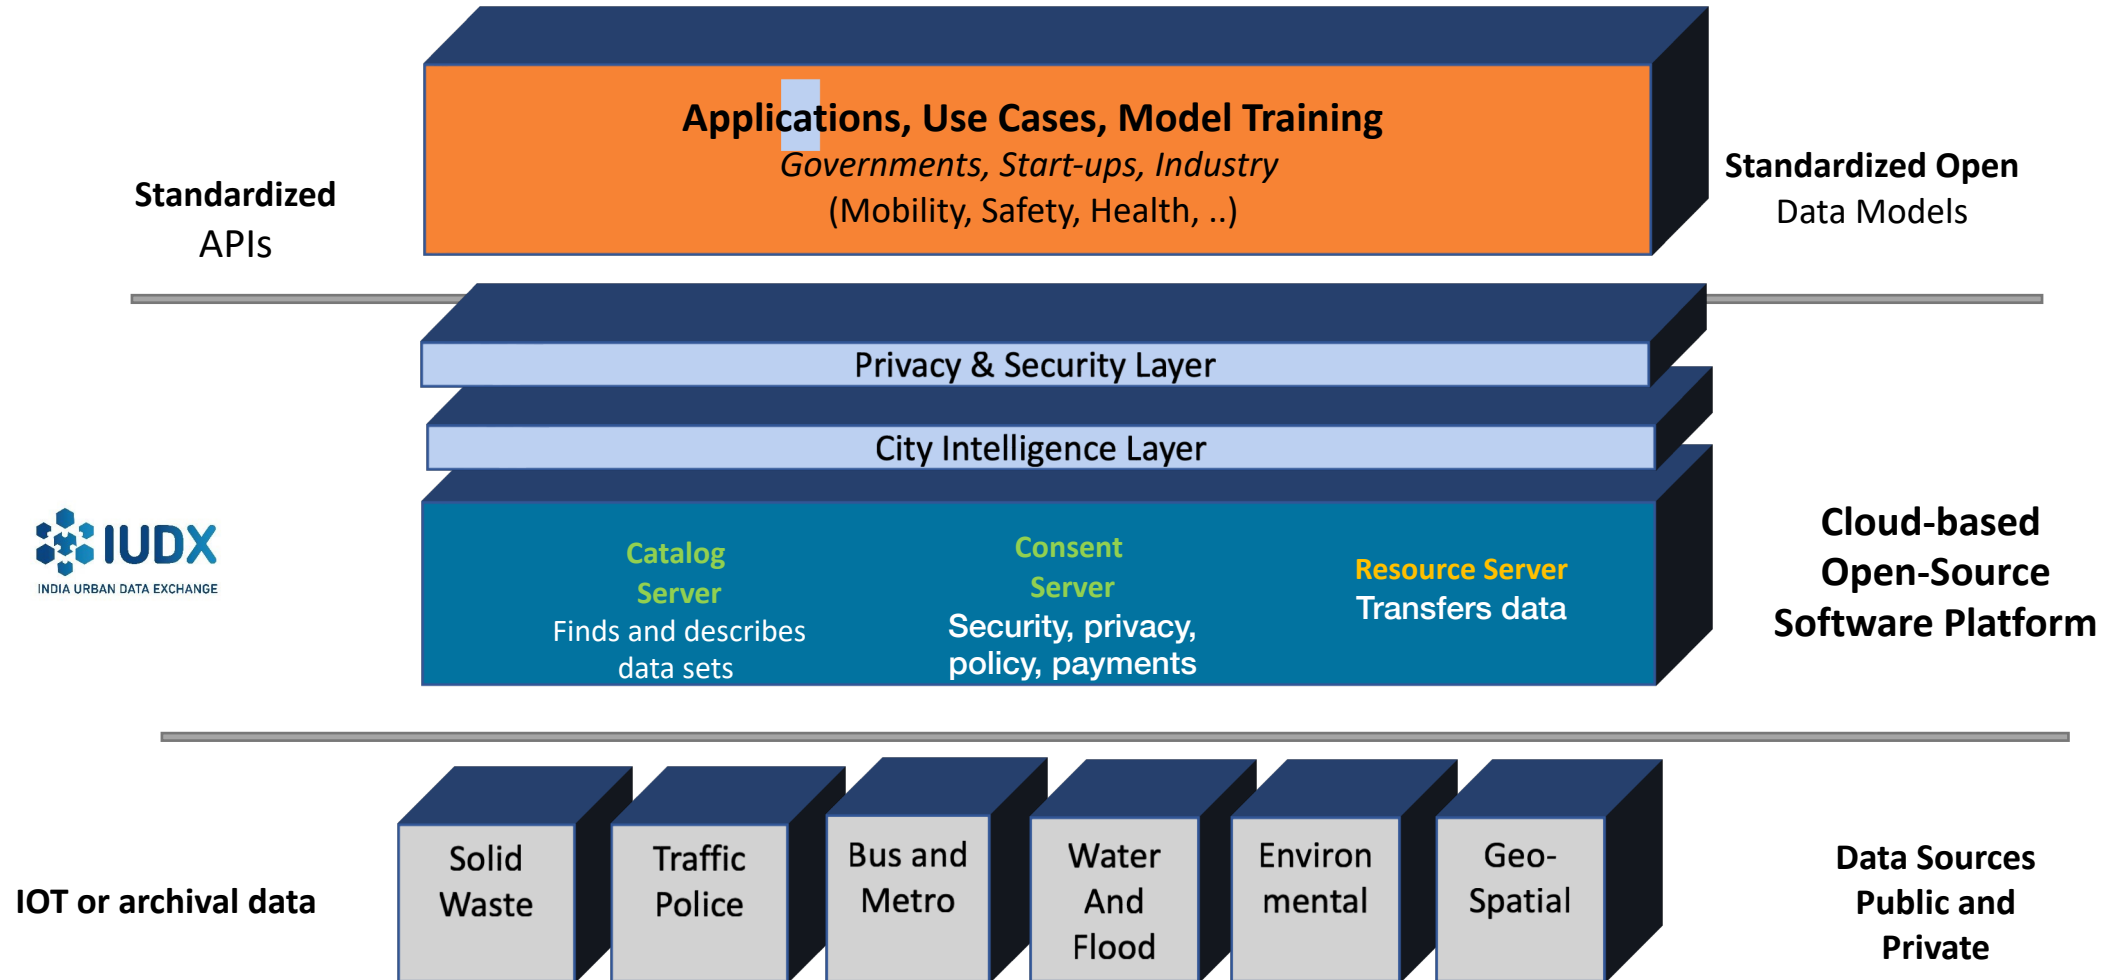 Applications, Use Cases, Model Training
Governments, Start-ups, Industry
(Mobility, Safety, Health, ..)
Standardized
APIs
Standardized Open
Data Models
Privacy & Security Layer
City Intelligence Layer
IUDX
INDIA URBAN DATA EXCHANGE
Catalog
Server
Finds and describes
data sets
Consent
Server
Security, privacy,
policy, payments
Resource Server
Transfers data
Cloud-based
Open-Source
Software Platform
IOT or archival data
Solid
Waste
Traffic
Police
Bus and
Metro
Water
And
Flood
Environ
mental
Geo-
Spatial
Data Sources
Public and
Private